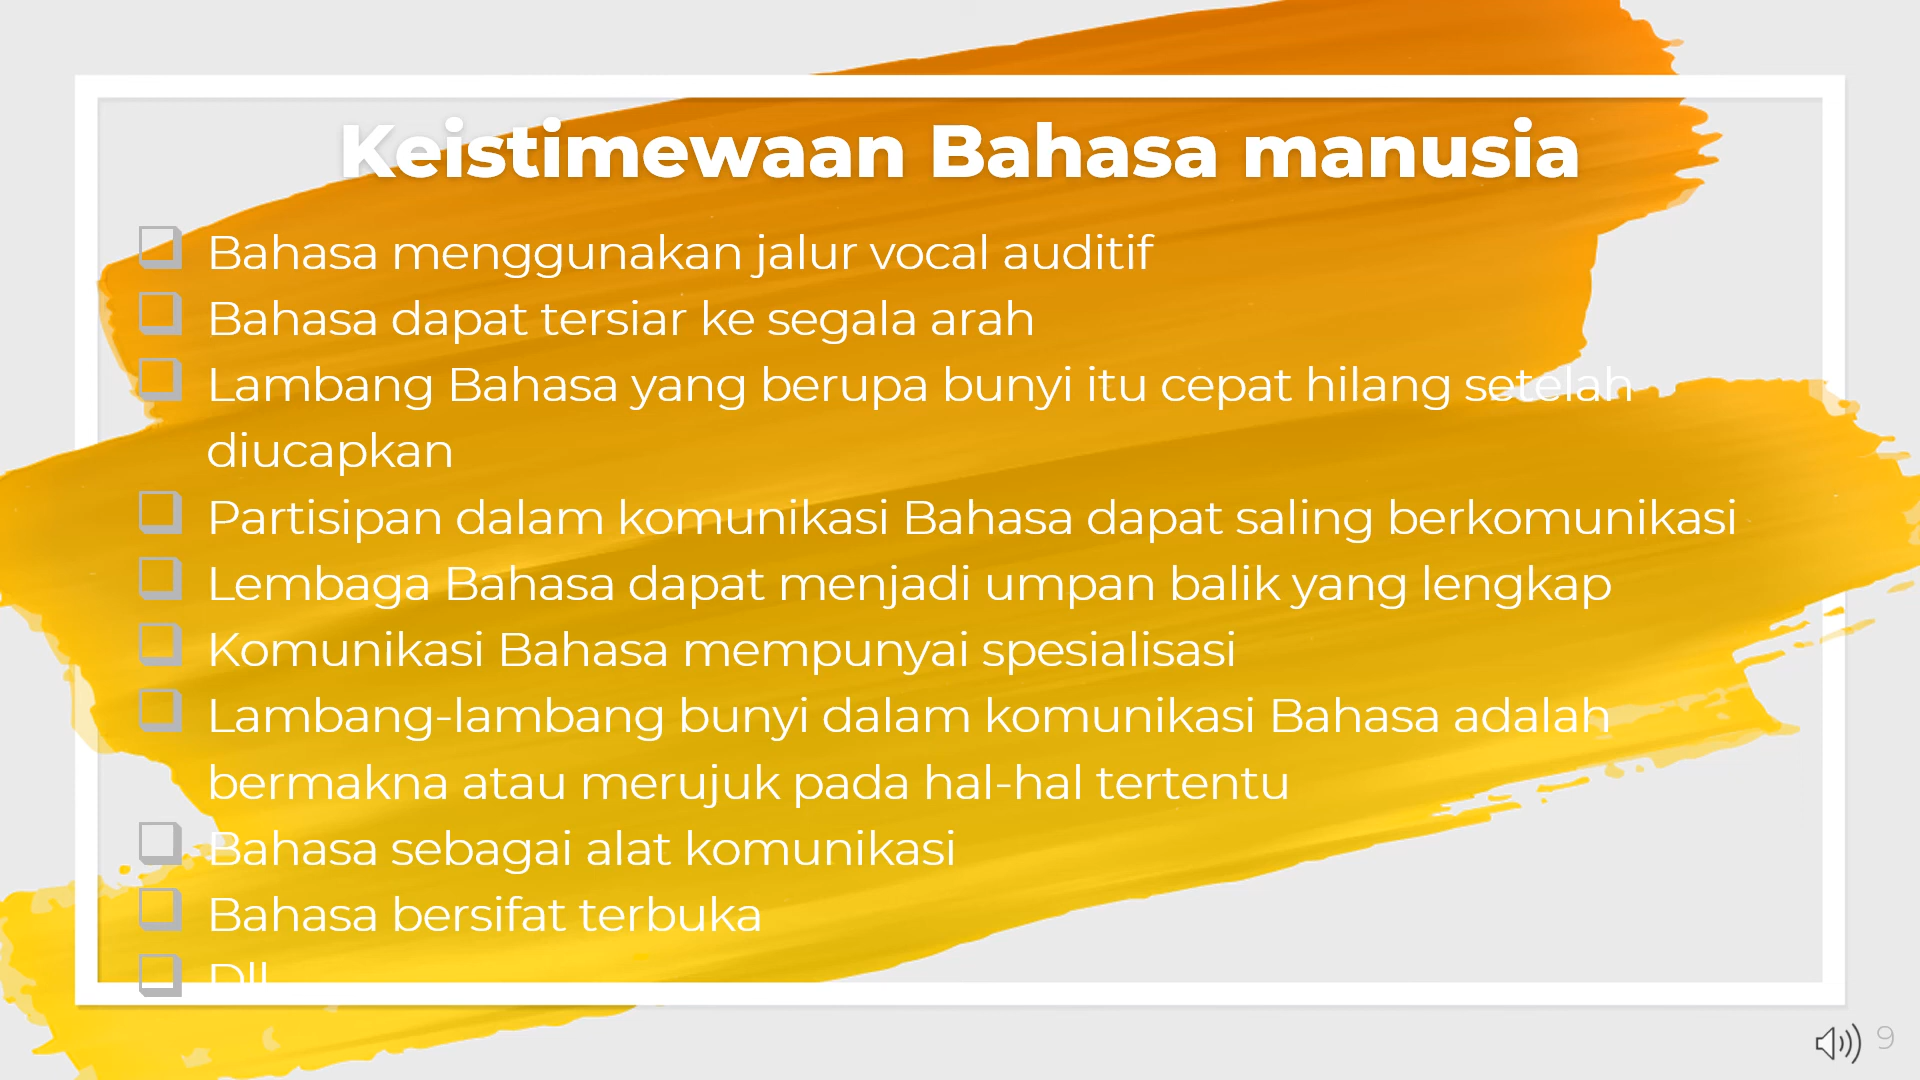 Keistimewaan Bahasa manusia
Bahasa menggunakan jalur vocal auditif
Bahasa dapat tersiar ke segala arah
Lambang Bahasa yang berupa bunyi itu cepat hilang setelah
diucapkan
Partisipan dalam komunikasi Bahasa dapat saling berkomunikasi
Lembaga Bahasa dapat menjadi umpan balik yang lengkap
Komunikasi Bahasa mempunyai spesialisasi
Lambang-lambang bunyi dalam komunikasi Bahasa adalah
bermakna atau merujuk pada hal-hal tertentu
Bahasa sebagai alat komunikasi
Bahasa bersifat terbuka
Dll
9